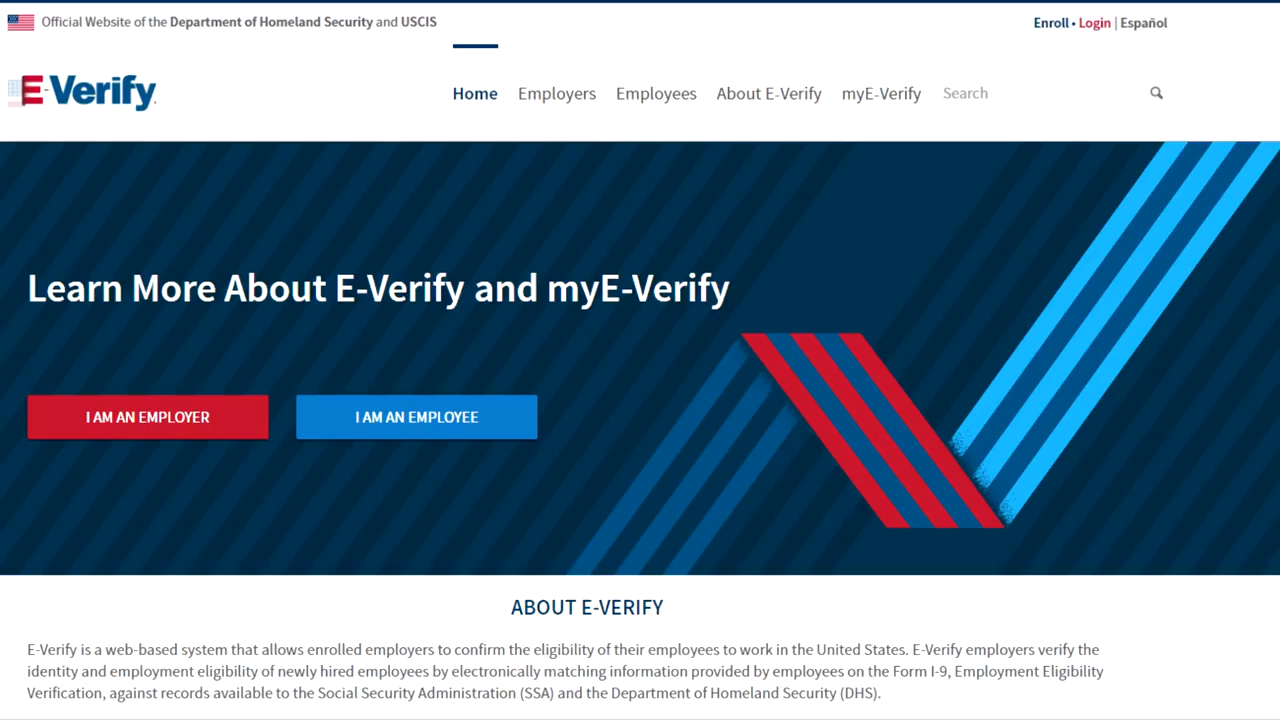 Official Website of the Department of Homeland Security and USCIS
Enroll • Login | Español
E-Verify
Home Employers Employees About E-Verify myE-Verify Search
Learn More About E-Verify and myE-Verify
I AM AN EMPLOYER I AM AN EMPLOYEE
ABOUT E-VERIFY
E-Verify is a web-based system that allows enrolled employers to confirm the eligibility of their employees to work in the United States. E-Verify employers verify the
identity and employment eligibility of newly hired employees by electronically matching information provided by employees on the Form I-9, Employment Eligibility
Verification, against records available to the Social Security Administration (SSA) and the Department of Homeland Security (DHS).